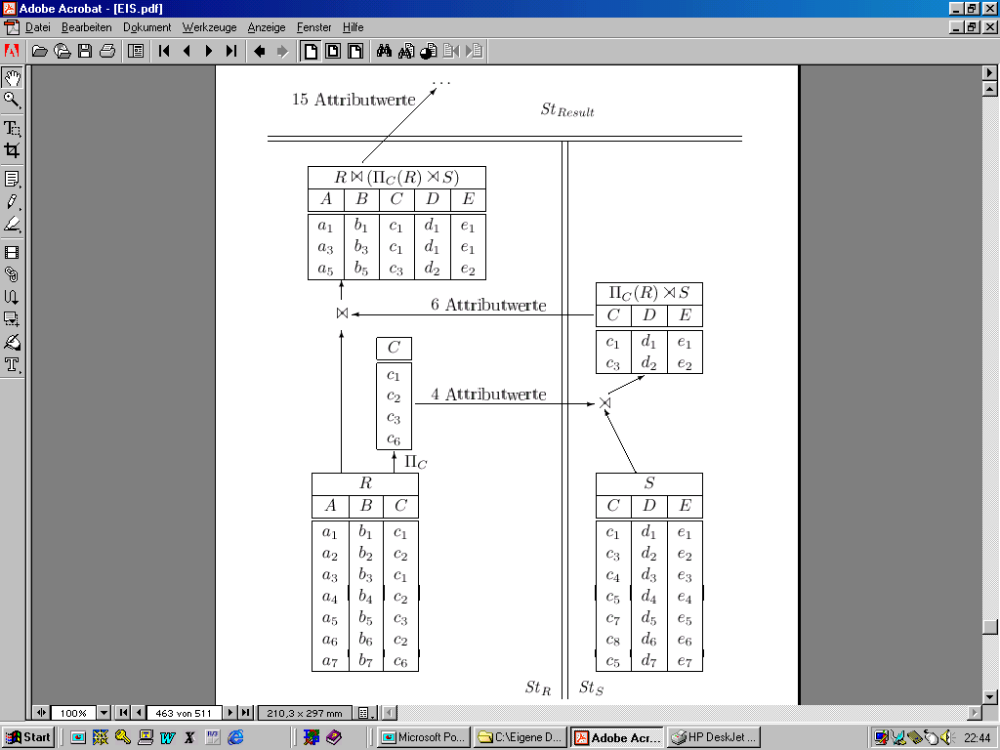 Adobe Acrobat - [EIS.pdf]
Datei Bearbeiten Dokument Werkzeuge Anzeige Fenster Hilfe
...
15 Attributwerte
St_Result
R ⋈ (Π_C(R) ⋊ S)
A B C D E
a₁ b₁ c₁ d₁ e₁
a₃ b₃ c₁ d₁ e₁
a₅ b₅ c₃ d₂ e₂
Π_C(R) ⋊ S
C D E
c₁ d₁ e₁
c₃ d₂ e₂
6 Attributwerte
⋈
C
c₁
c₂
c₃
c₆
4 Attributwerte
⋊
Π_C
R
A B C
a₁ b₁ c₁
a₂ b₂ c₂
a₃ b₃ c₁
a₄ b₄ c₂
a₅ b₅ c₃
a₆ b₆ c₂
a₇ b₇ c₆
S
C D E
c₁ d₁ e₁
c₃ d₂ e₂
c₄ d₃ e₃
c₅ d₄ e₄
c₇ d₅ e₅
c₈ d₆ e₆
c₅ d₇ e₇
St_R St_S
100% 463 von 511 210,3 x 297 mm
Start Microsoft Po... C:\Eigene D... Adobe Acr... HP DeskJet ... 22:44